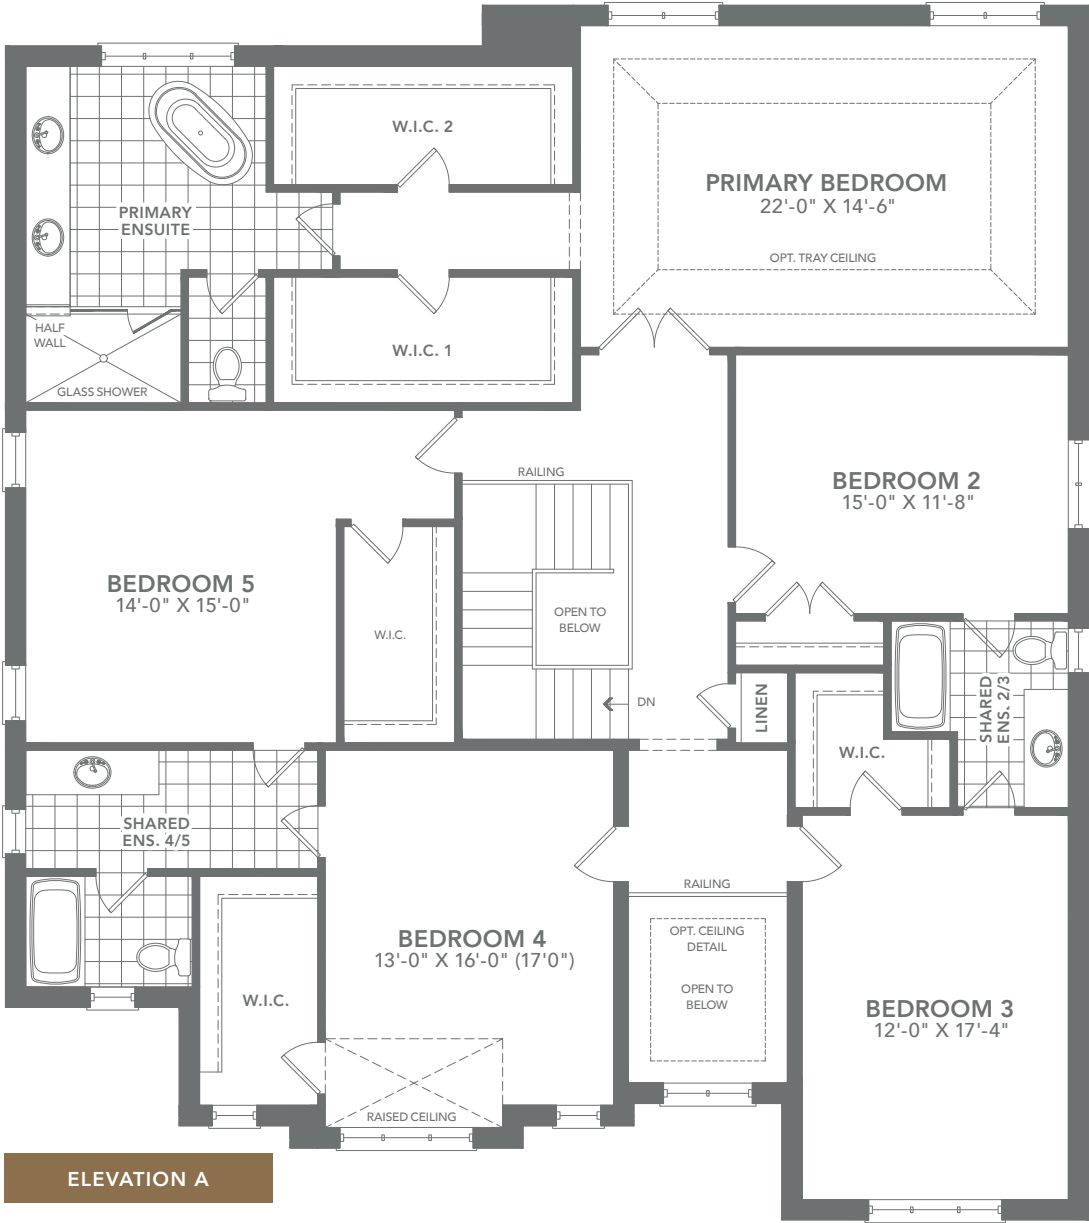 W.I.C. 2
PRIMARY BEDROOM
22'-0" X 14'-6"
OPT. TRAY CEILING
PRIMARY
ENSUITE
HALF
WALL
GLASS SHOWER
W.I.C. 1
RAILING
BEDROOM 2
15'-0" X 11'-8"
BEDROOM 5
14'-0" X 15'-0"
W.I.C.
OPEN TO
BELOW
DN
LINEN
SHARED
ENS. 2/3
W.I.C.
SHARED
ENS. 4/5
RAILING
OPT. CEILING
DETAIL
OPEN TO
BELOW
BEDROOM 4
13'-0" X 16'-0" (17'0")
W.I.C.
BEDROOM 3
12'-0" X 17'-4"
RAISED CEILING
ELEVATION A